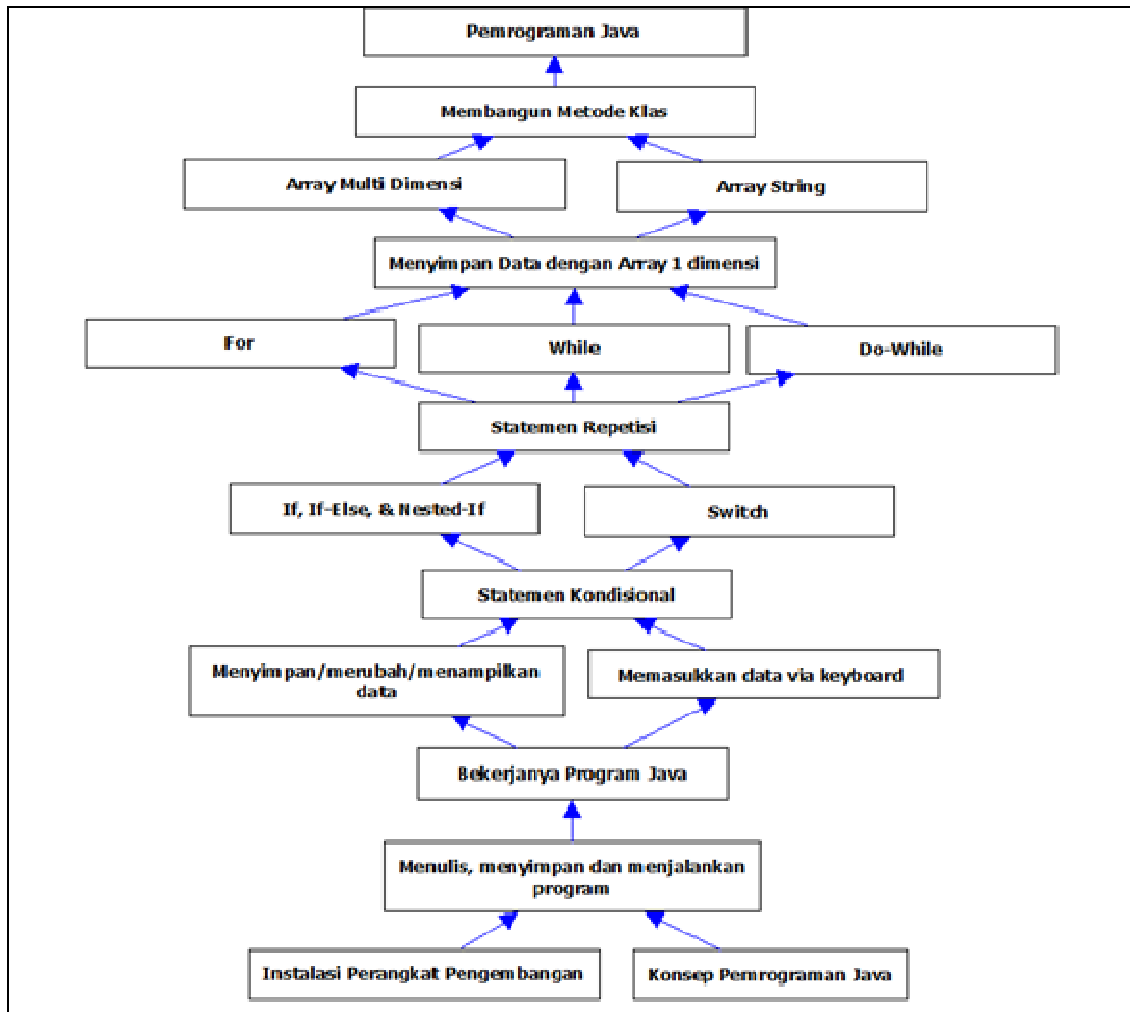 Pemrograman Java
Membangun Metode Klas
Array Multi Dimensi
Array String
Menyimpan Data dengan Array 1 dimensi
For
While
Do-While
Statemen Repetisi
If, If-Else, & Nested-If
Switch
Statemen Kondisional
Menyimpan/merubah/menampilkan
data
Memasukkan data via keyboard
Bekerjanya Program Java
Menulis, menyimpan dan menjalankan
program
Instalasi Perangkat Pengembangan
Konsep Pemrograman Java